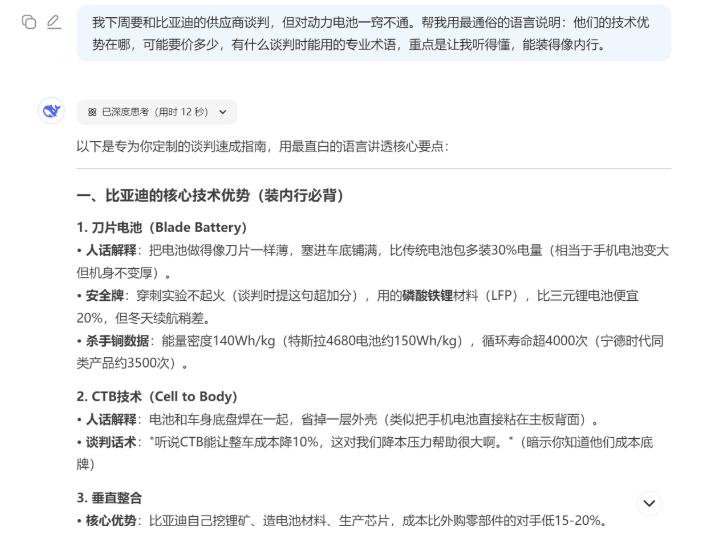 我下周要和比亚迪的供应商谈判，但对动力电池一窍不通。帮我用最通俗的语言说明：他们的技术优
势在哪，可能要价多少，有什么谈判时能用的专业术语，重点是让我听得懂，能装得像内行。
已深度思考（用时 12 秒）
以下是专为你定制的谈判速成指南，用最直白的语言讲透核心要点：
一、比亚迪的核心技术优势（装内行必背）
1. 刀片电池（Blade Battery）
• 人话解释：把电池做得像刀片一样薄，塞进车底铺满，比传统电池包多装30%电量（相当于手机电池变大
但机身不变厚）。
• 安全牌：穿刺实验不起火（谈判时提这句超加分），用的磷酸铁锂材料（LFP），比三元锂电池便宜
20%，但冬天续航稍差。
• 杀手锏数据：能量密度140Wh/kg（特斯拉4680电池约150Wh/kg），循环寿命超4000次（宁德时代同
类产品约3500次）。
2. CTB技术（Cell to Body）
• 人话解释：电池和车身底盘焊在一起，省掉一层外壳（类似把手机电池直接粘在主板背面）。
• 谈判话术："听说CTB能让整车成本降10%，这对我们降本压力帮助很大啊。"（暗示你知道他们成本底
牌）
3. 垂直整合
• 核心优势：比亚迪自己挖锂矿、造电池材料、生产芯片，成本比外购零部件的对手低15-20%。